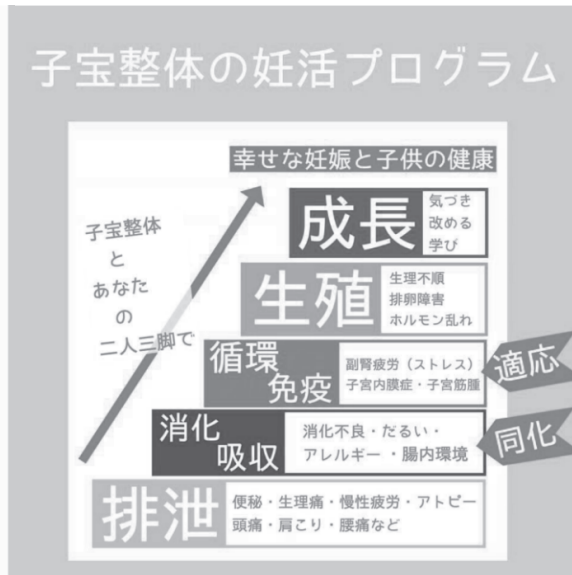 子宝整体の妊活プログラム
幸せな妊娠と子供の健康
子宝整体
と
あなた
の
二人三脚で
成長
気づき
改める
学び
生殖
生理不順
排卵障害
ホルモン乱れ
循環
免疫
副腎疲労（ストレス）
子宮内膜症・子宮筋腫
適応
消化
吸収
消化不良・だるい・
アレルギー・腸内環境
同化
排泄
便秘・生理痛・慢性疲労・アトピー
頭痛・肩こり・腰痛など